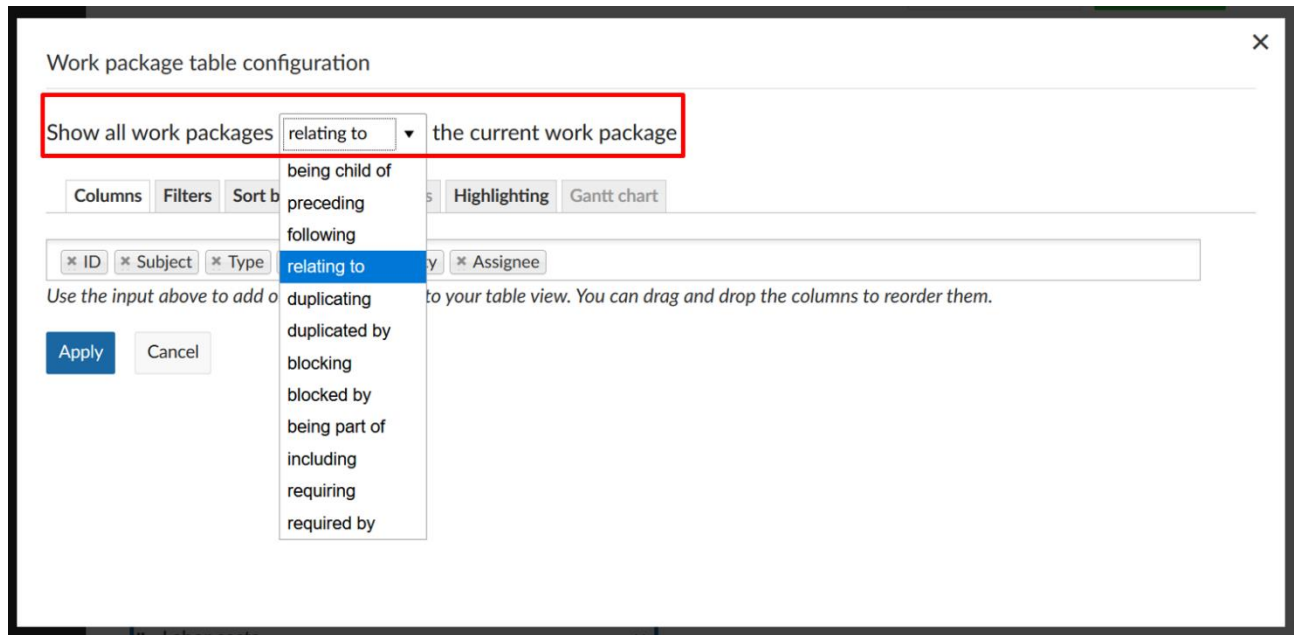 Work package table configuration
×
Show all work packages relating to ▼ the current work package
being child of
preceding
following
relating to
duplicating
duplicated by
blocking
blocked by
being part of
including
requiring
required by
Columns Filters Sort b s Highlighting Gantt chart
× ID × Subject × Type y × Assignee
Use the input above to add o to your table view. You can drag and drop the columns to reorder them.
Apply Cancel